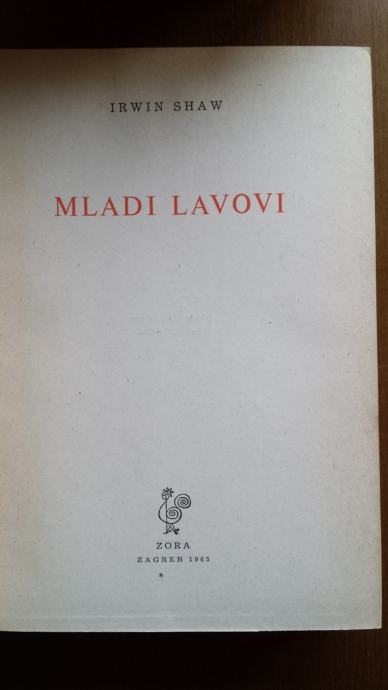 IRWIN SHAW
MLADI LAVOVI
ZORA
ZAGREB 1965